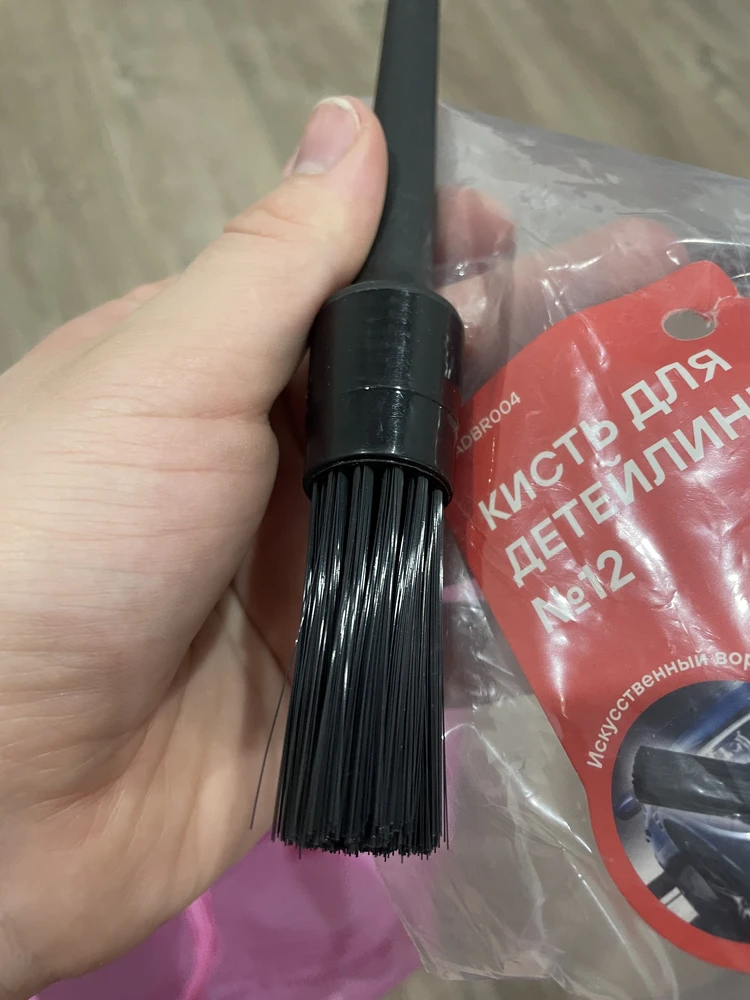 ADBR004
КИСТЬ ДЛЯ
ДЕТЕЙЛИН
№12
Искусственный вор